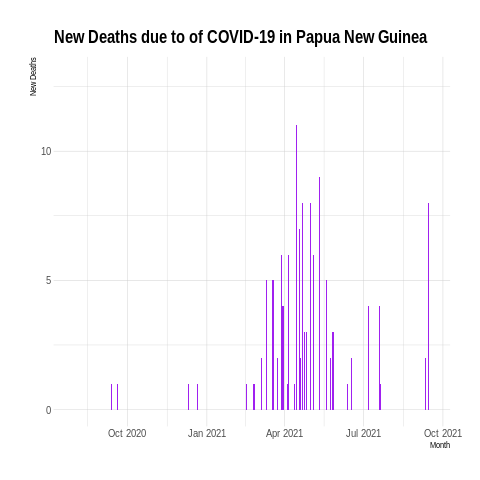 New Deaths due to of COVID-19 in Papua New Guinea
New Deaths
10
5
0
Oct 2020 Jan 2021 Apr 2021 Jul 2021 Oct 2021
Month